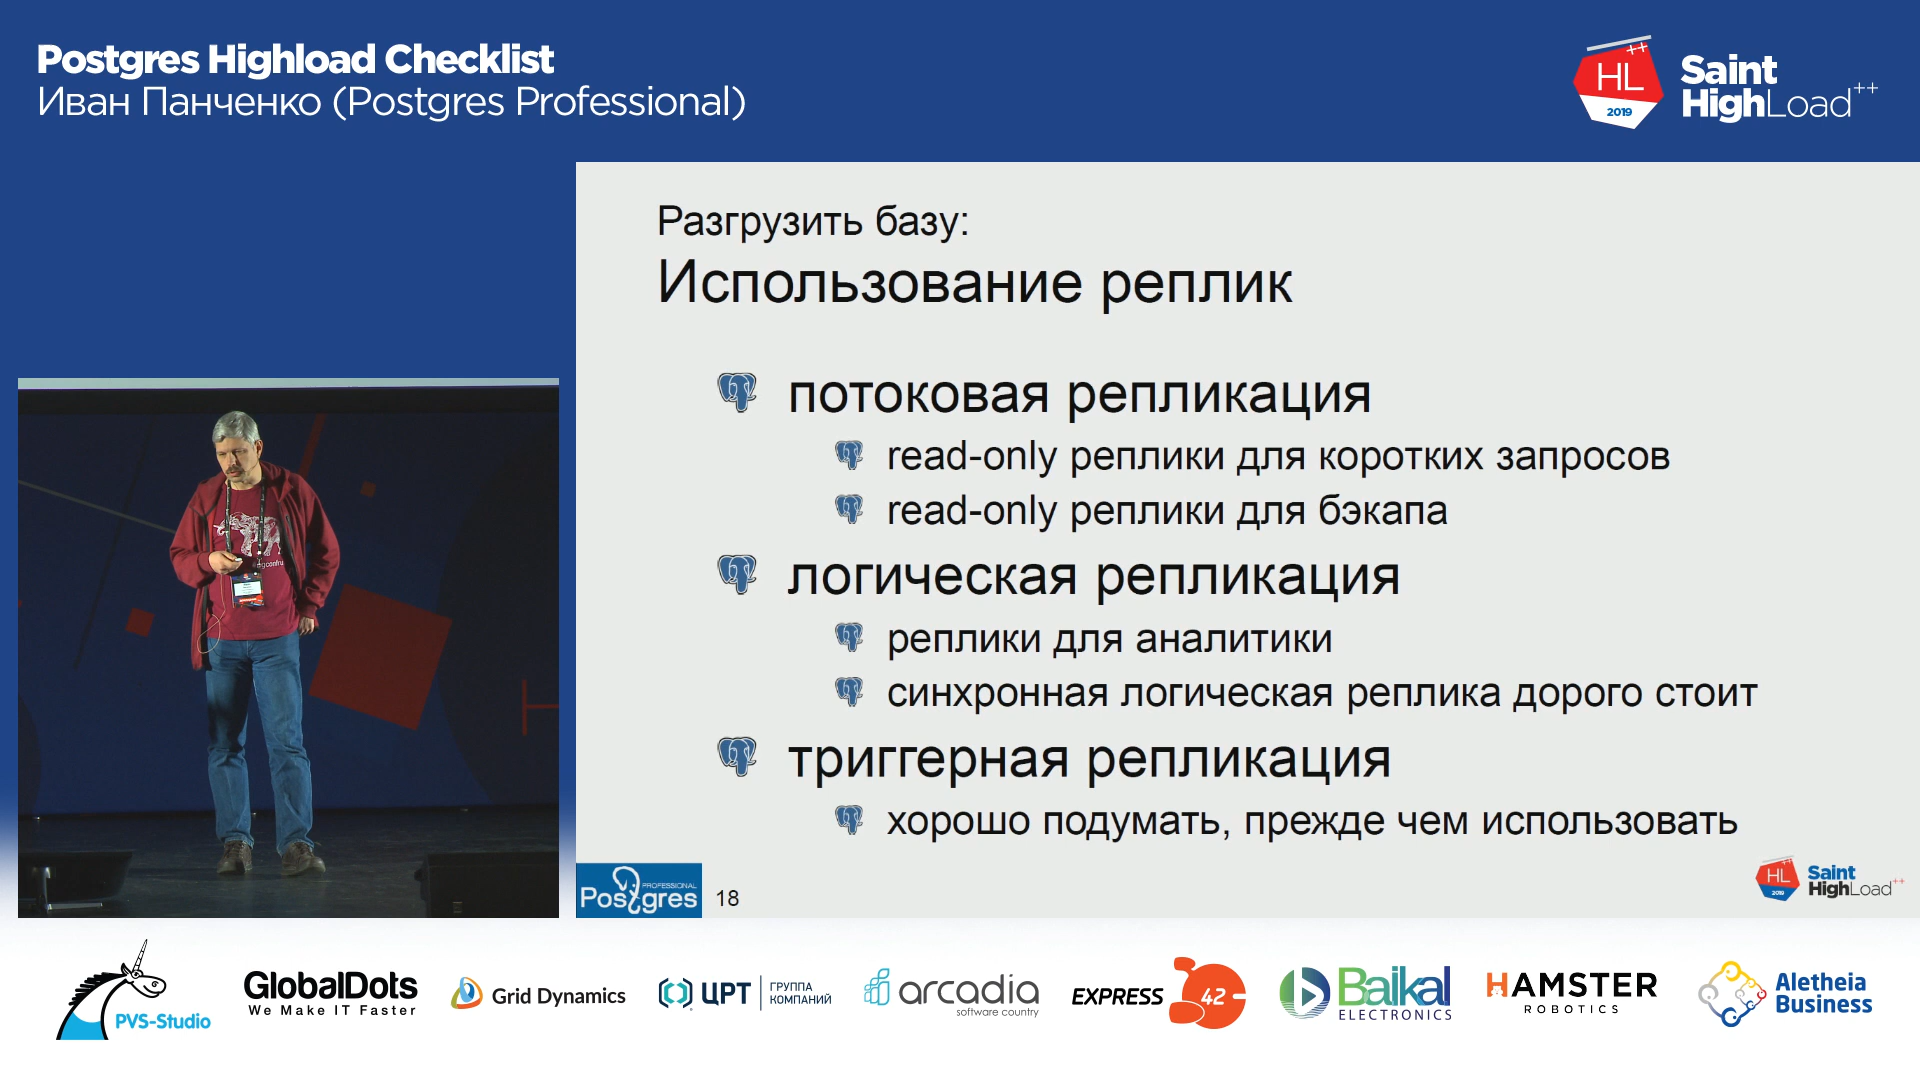 Postgres Highload Checklist
Иван Панченко (Postgres Professional)
HL ++
2019
Saint
HighLoad++
Разгрузить базу:
Использование реплик
потоковая репликация
read-only реплики для коротких запросов
read-only реплики для бэкапа
логическая репликация
реплики для аналитики
синхронная логическая реплика дорого стоит
триггерная репликация
хорошо подумать, прежде чем использовать
PROFESSIONAL
Postgres
18
HL
2019
Saint
HighLoad++
PVS-Studio
GlobalDots
We Make IT Faster
Grid Dynamics
ЦРТ
ГРУППА
КОМПАНИЙ
arcadia
software country
EXPRESS 42
Baikal
ELECTRONICS
HAMSTER
ROBOTICS
Aletheia
Business